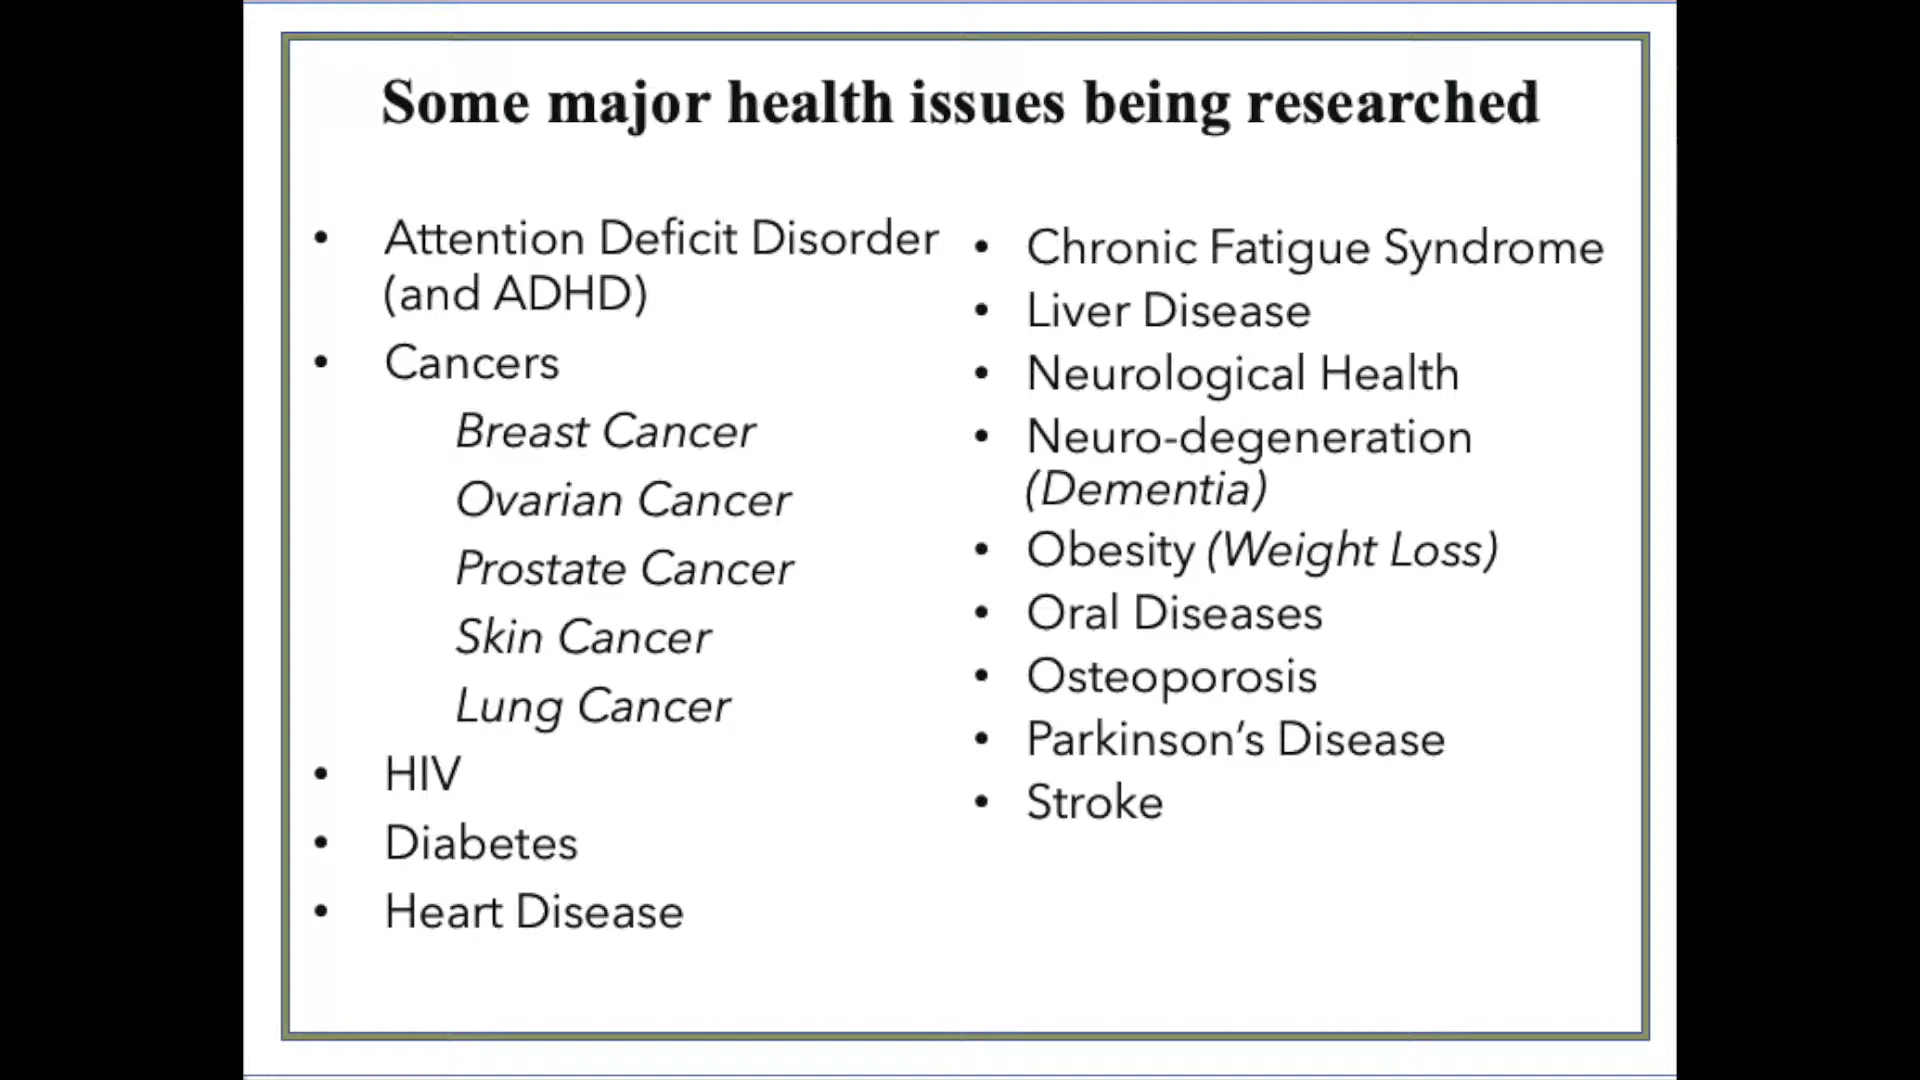 Some major health issues being researched
• Attention Deficit Disorder
(and ADHD)
• Cancers
Breast Cancer
Ovarian Cancer
Prostate Cancer
Skin Cancer
Lung Cancer
• HIV
• Diabetes
• Heart Disease
• Chronic Fatigue Syndrome
• Liver Disease
• Neurological Health
• Neuro-degeneration
(Dementia)
• Obesity (Weight Loss)
• Oral Diseases
• Osteoporosis
• Parkinson’s Disease
• Stroke